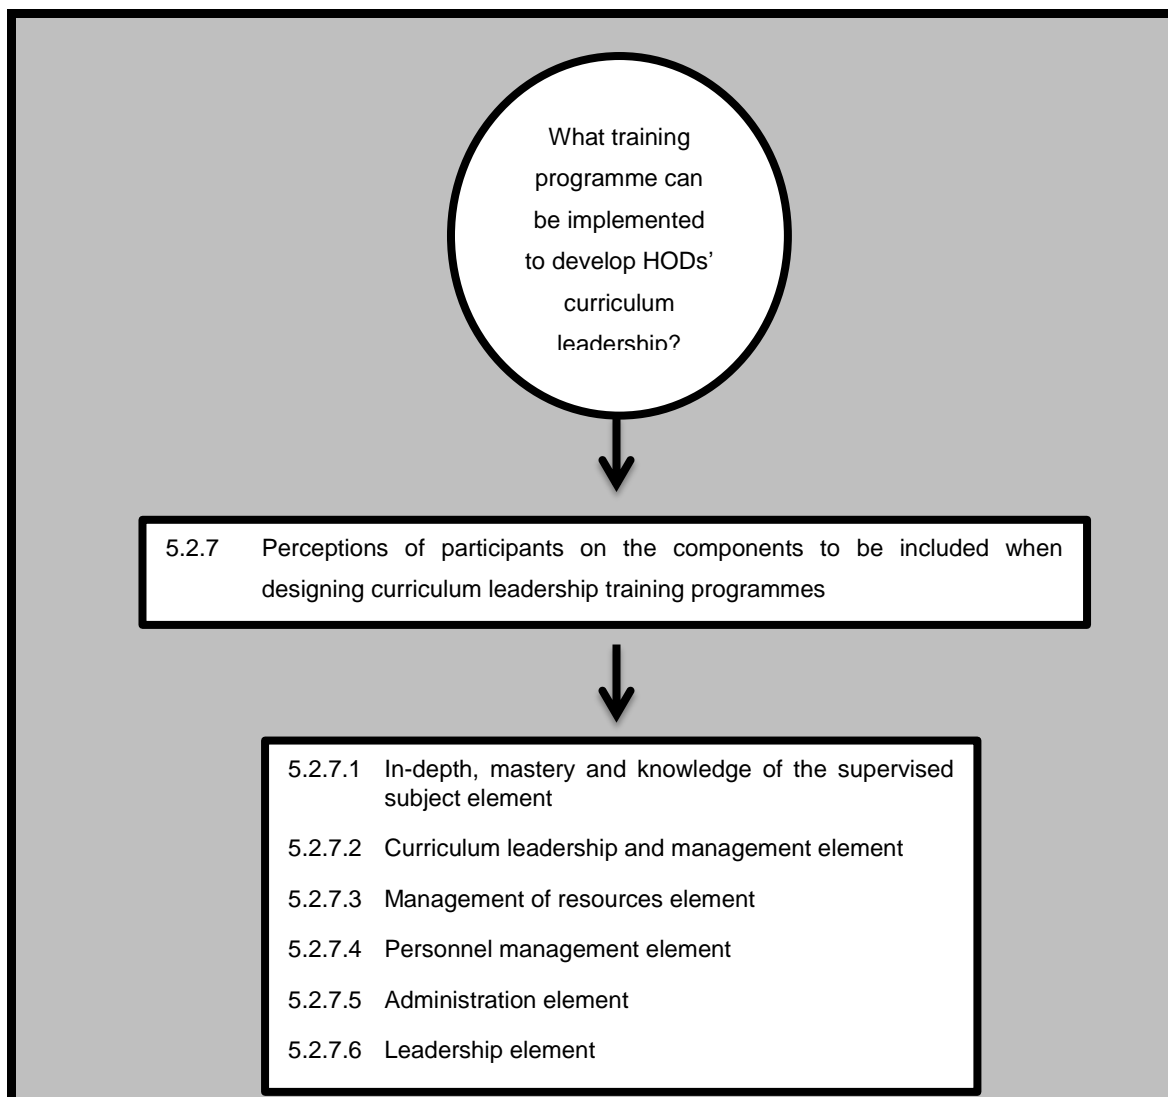 What training
programme can
be implemented
to develop HODs’
curriculum
leadership?
5.2.7 Perceptions of participants on the components to be included when
designing curriculum leadership training programmes
5.2.7.1 In-depth, mastery and knowledge of the supervised
subject element
5.2.7.2 Curriculum leadership and management element
5.2.7.3 Management of resources element
5.2.7.4 Personnel management element
5.2.7.5 Administration element
5.2.7.6 Leadership element